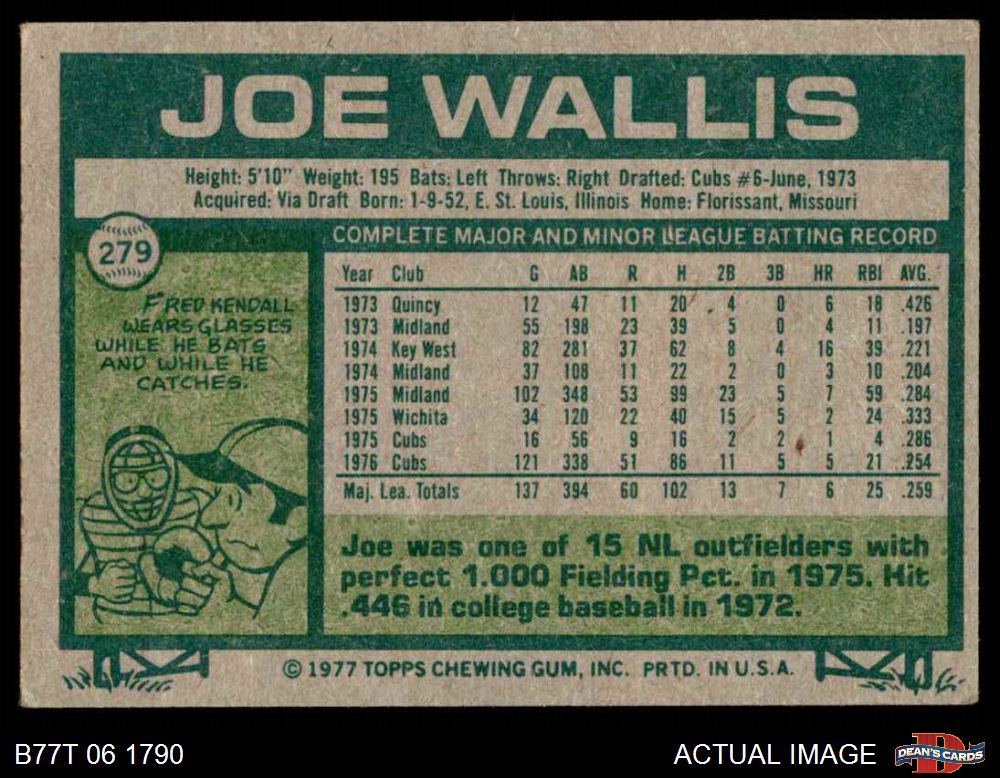 JOE WALLIS
Height: 5'10" Weight: 195 Bats: Left Throws: Right Drafted: Cubs #6-June, 1973
Acquired: Via Draft Born: 1-9-52, E. St. Louis, Illinois Home: Florissant, Missouri
279
FRED KENDALL
WEARS GLASSES
WHILE HE BATS
AND WHILE HE
CATCHES.
COMPLETE MAJOR AND MINOR LEAGUE BATTING RECORD
Year Club G AB R H 2B 3B HR RBI AVG.
1973 Quincy 12 47 11 20 4 0 6 18 .426
1973 Midland 55 198 23 39 5 0 4 11 .197
1974 Key West 82 281 37 62 8 4 16 39 .221
1974 Midland 37 108 11 22 2 0 3 10 .204
1975 Midland 102 348 53 99 23 5 7 59 .284
1975 Wichita 34 120 22 40 15 5 2 24 .333
1975 Cubs 16 56 9 16 2 2 1 4 .286
1976 Cubs 121 338 51 86 11 5 5 21 .254
Maj. Lea. Totals 137 394 60 102 13 7 6 25 .259
Joe was one of 15 NL outfielders with
perfect 1.000 Fielding Pct. in 1975. Hit
.446 in college baseball in 1972.
© 1977 TOPPS CHEWING GUM, INC. PRTD. IN U.S.A.
B77T 06 1790
ACTUAL IMAGE
DEAN'S CARDS